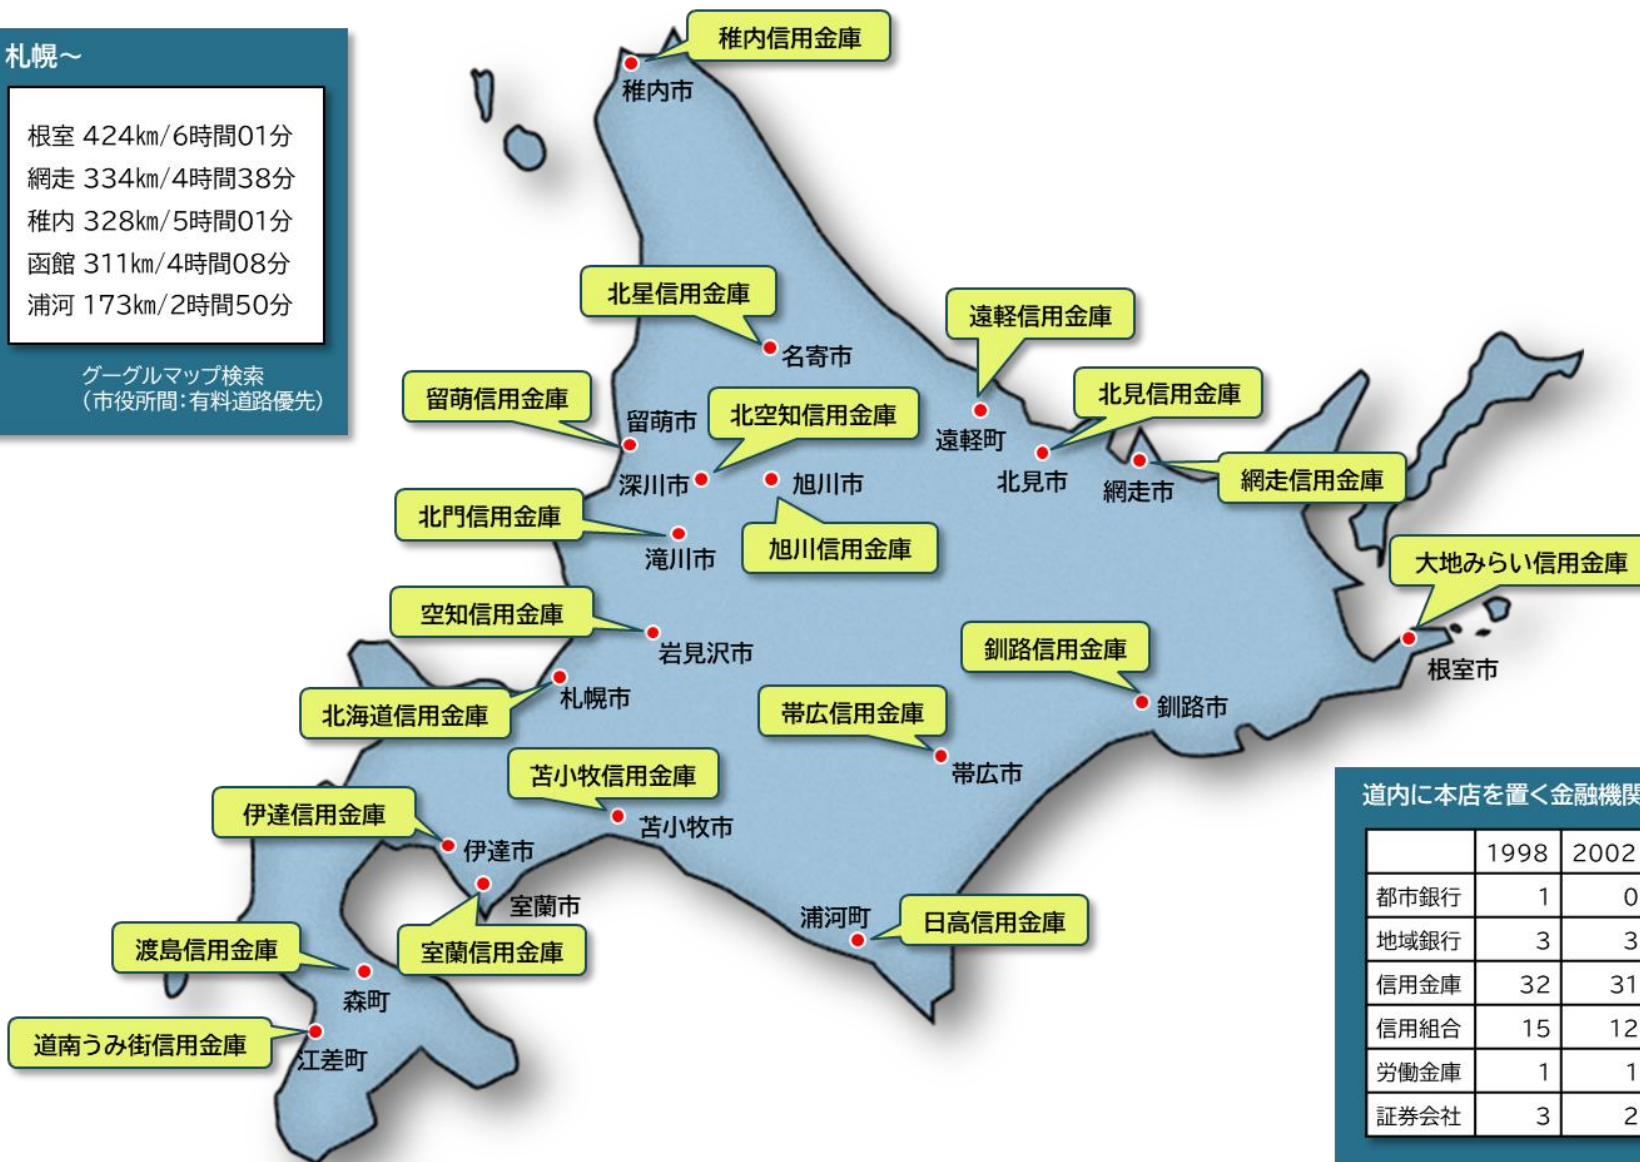 札幌～
根室 424㎞/6時間01分
網走 334㎞/4時間38分
稚内 328㎞/5時間01分
函館 311㎞/4時間08分
浦河 173㎞/2時間50分
グーグルマップ検索
（市役所間：有料道路優先）
稚内信用金庫
稚内市
北星信用金庫
名寄市
遠軽信用金庫
遠軽町
北見信用金庫
北見市
留萌信用金庫
留萌市
北空知信用金庫
深川市
旭川市
旭川信用金庫
網走市
網走信用金庫
北門信用金庫
滝川市
大地みらい信用金庫
根室市
空知信用金庫
岩見沢市
釧路信用金庫
釧路市
北海道信用金庫
札幌市
帯広信用金庫
帯広市
苫小牧信用金庫
苫小牧市
伊達信用金庫
伊達市
室蘭市
室蘭信用金庫
浦河町
日高信用金庫
渡島信用金庫
森町
道南うみ街信用金庫
江差町
道内に本店を置く金融機関
1998 2002
都市銀行 1 0
地域銀行 3 3
信用金庫 32 31
信用組合 15 12
労働金庫 1 1
証券会社 3 2